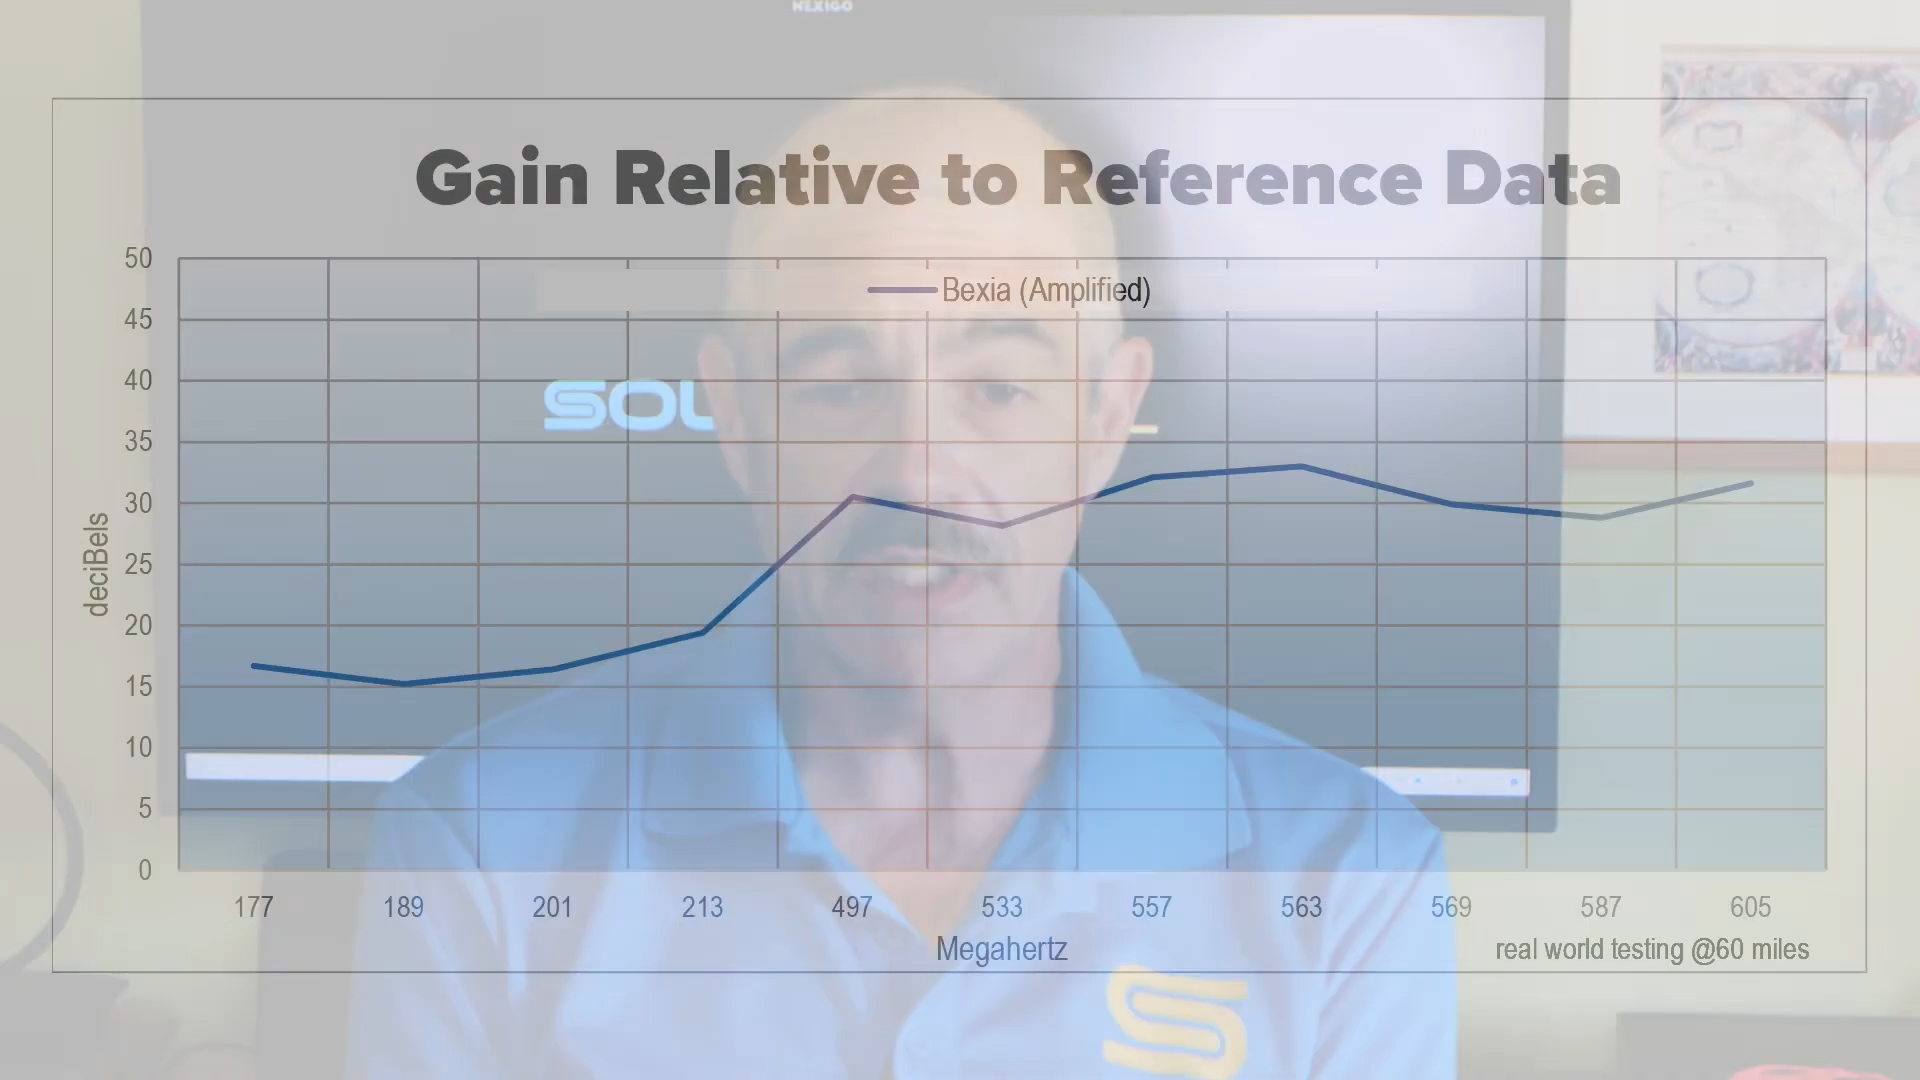 NEXIGO
Gain Relative to Reference Data
Bexia (Amplified)
50
45
40
35
30
25
20
15
10
5
0
deciBels
SOL
177 189 201 213 497 533 557 563 569 587 605
Megahertz
real world testing @60 miles